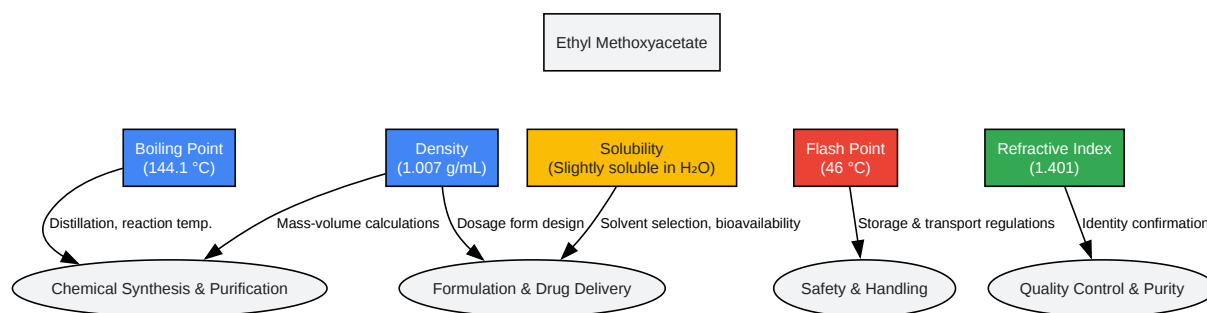 Ethyl Methoxyacetate
Boiling Point
(144.1 °C)
Density
(1.007 g/mL)
Solubility
(Slightly soluble in H₂O)
Flash Point
(46 °C)
Refractive Index
(1.401)
Distillation, reaction temp.
Mass-volume calculations
Dosage form design
Solvent selection, bioavailability
Storage & transport regulations
Identity confirmation
Chemical Synthesis & Purification
Formulation & Drug Delivery
Safety & Handling
Quality Control & Purity